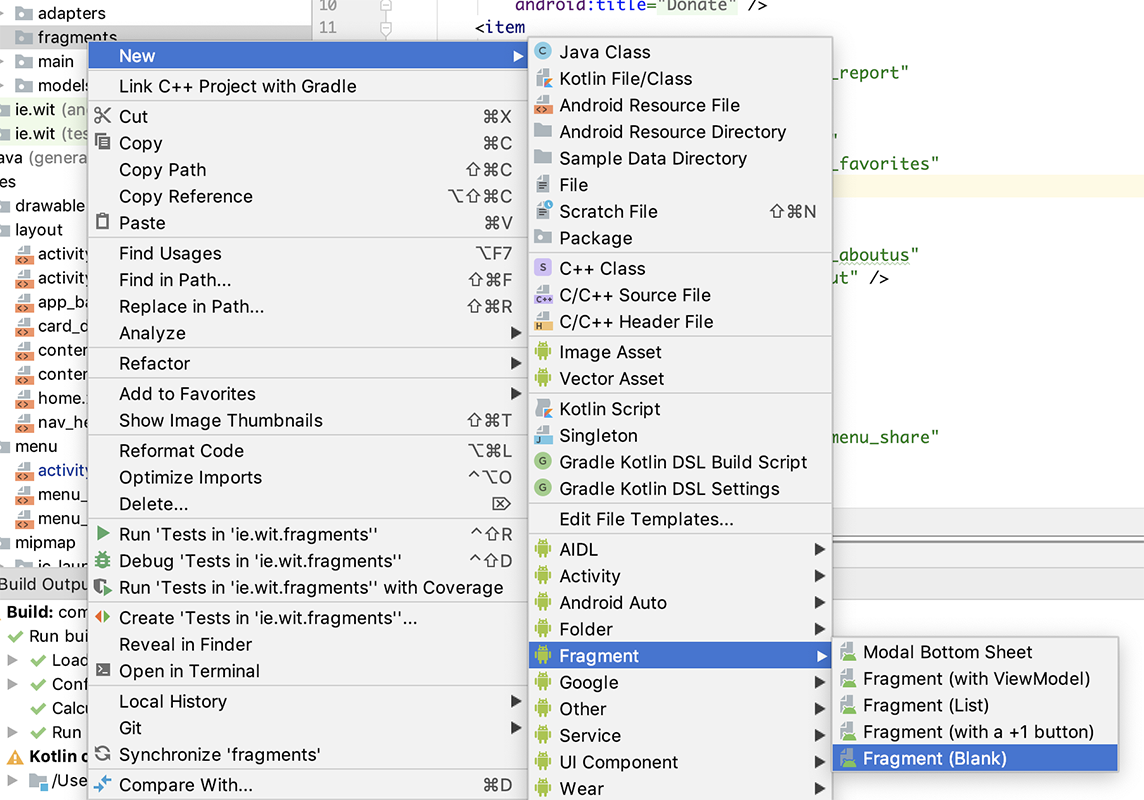 adapters
fragments
main
models
ie.wit (an
ie.wit (tes
ava (genera
es
drawable
layout
activity
activity
app_ba
card_d
conten
conten
home.
nav_he
menu
activity
menu_
menu_
mipmap
ic_laun
Build Outpu
Build: com
Run bui
Load
Conf
Calcu
Run
Kotlin c
/Use
10 android:title="Donate" />
11 <item
_report"
"
_favorites"
_aboutus"
ut" />
menu_share"
New
Link C++ Project with Gradle
Cut ⌘X
Copy ⌘C
Copy Path ⇧⌘C
Copy Reference ⌥⇧⌘C
Paste ⌘V
Find Usages ⌥F7
Find in Path... ⇧⌘F
Replace in Path... ⇧⌘R
Analyze
Refactor
Add to Favorites
Show Image Thumbnails ⇧⌘T
Reformat Code ⌥⌘L
Optimize Imports ^⌥O
Delete... ⌦
Run 'Tests in 'ie.wit.fragments'' ^⇧R
Debug 'Tests in 'ie.wit.fragments'' ^⇧D
Run 'Tests in 'ie.wit.fragments'' with Coverage
Create 'Tests in 'ie.wit.fragments''...
Reveal in Finder
Open in Terminal
Local History
Git
Synchronize 'fragments'
Compare With... ⌘D
Java Class
Kotlin File/Class
Android Resource File
Android Resource Directory
Sample Data Directory
File
Scratch File ⇧⌘N
Package
C++ Class
C/C++ Source File
C/C++ Header File
Image Asset
Vector Asset
Kotlin Script
Singleton
Gradle Kotlin DSL Build Script
Gradle Kotlin DSL Settings
Edit File Templates...
AIDL
Activity
Android Auto
Folder
Fragment
Google
Other
Service
UI Component
Wear
Modal Bottom Sheet
Fragment (with ViewModel)
Fragment (List)
Fragment (with a +1 button)
Fragment (Blank)